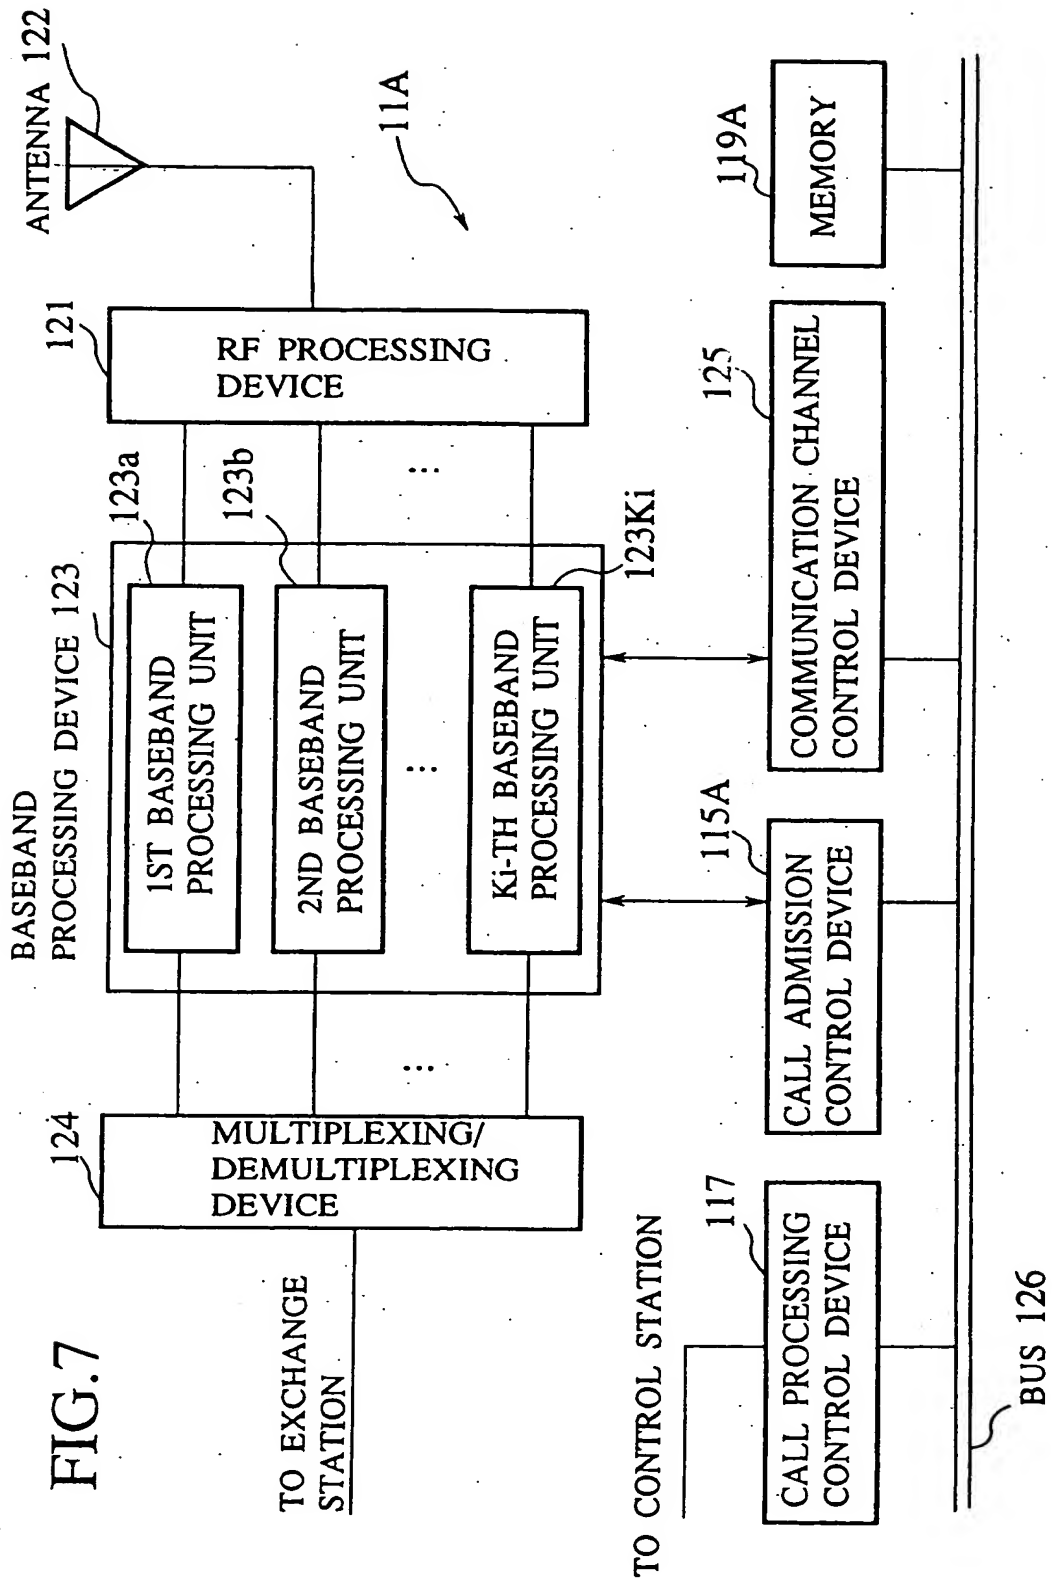 FIG.7
BASEBAND
PROCESSING DEVICE 123
ANTENNA 122
124
123a
121
11A
TO EXCHANGE
STATION
MULTIPLEXING/
DEMULTIPLEXING
DEVICE
1ST BASEBAND
PROCESSING UNIT
123b
2ND BASEBAND
PROCESSING UNIT
RF PROCESSING
DEVICE
...
...
...
Ki-TH BASEBAND
PROCESSING UNIT
123Ki
TO CONTROL STATION
117
115A
125
119A
CALL PROCESSING
CONTROL DEVICE
CALL ADMISSION
CONTROL DEVICE
COMMUNICATION CHANNEL
CONTROL DEVICE
MEMORY
BUS 126